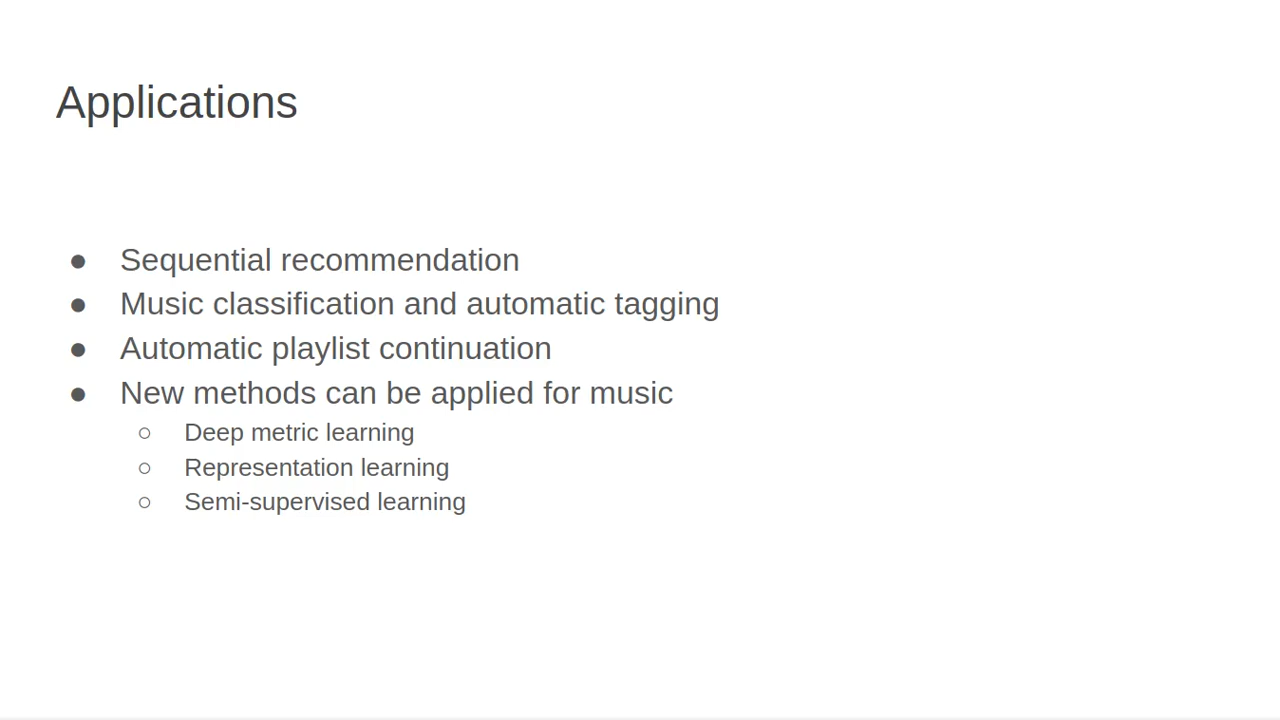 Applications
● Sequential recommendation
● Music classification and automatic tagging
● Automatic playlist continuation
● New methods can be applied for music
○ Deep metric learning
○ Representation learning
○ Semi-supervised learning